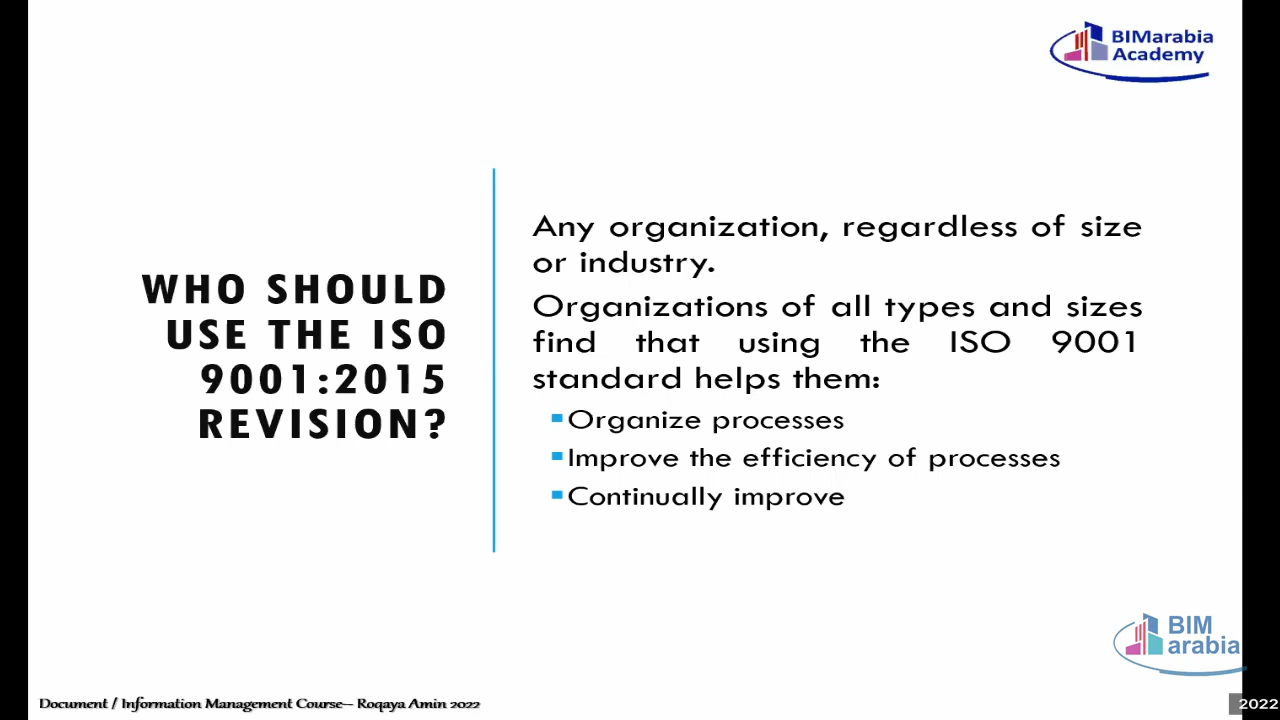 BIMarabia
Academy
WHO SHOULD
USE THE ISO
9001:2015
REVISION?
Any organization, regardless of size
or industry.
Organizations of all types and sizes
find that using the ISO 9001
standard helps them:
Organize processes
Improve the efficiency of processes
Continually improve
BIM
arabia
Document / Information Management Course– Roqaya Amin 2022
2022